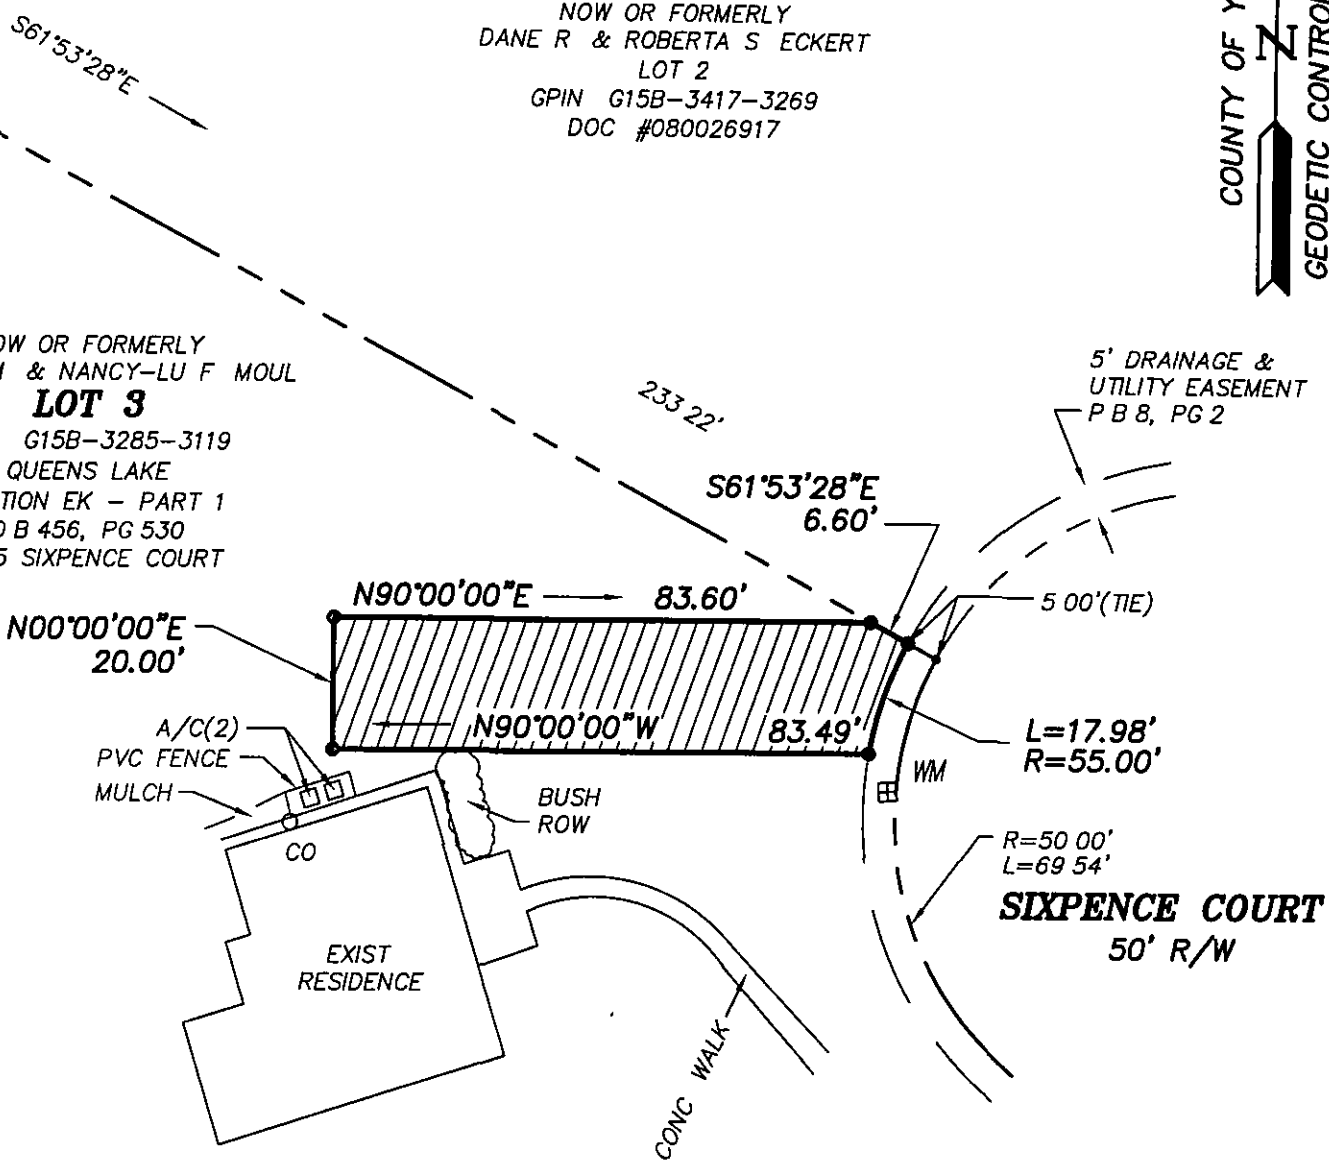 S61°53'28"E
NOW OR FORMERLY
DANE R & ROBERTA S ECKERT
LOT 2
GPIN G15B-3417-3269
DOC #080026917
COUNTY OF Y
N
GEODETIC CONTRO
OW OR FORMERLY
& NANCY-LU F MOUL
LOT 3
G15B-3285-3119
QUEENS LAKE
TION EK - PART 1
B 456, PG 530
5 SIXPENCE COURT
233 22'
5' DRAINAGE &
UTILITY EASEMENT
P B 8, PG 2
S61°53'28"E
6.60'
N90°00'00"E
83.60'
5 00'(TIE)
N00°00'00"E
20.00'
N90°00'00"W
83.49'
L=17.98'
R=55.00'
A/C(2)
PVC FENCE
MULCH
CO
BUSH
ROW
WM
R=50 00'
L=69 54'
SIXPENCE COURT
50' R/W
EXIST
RESIDENCE
CONC WALK